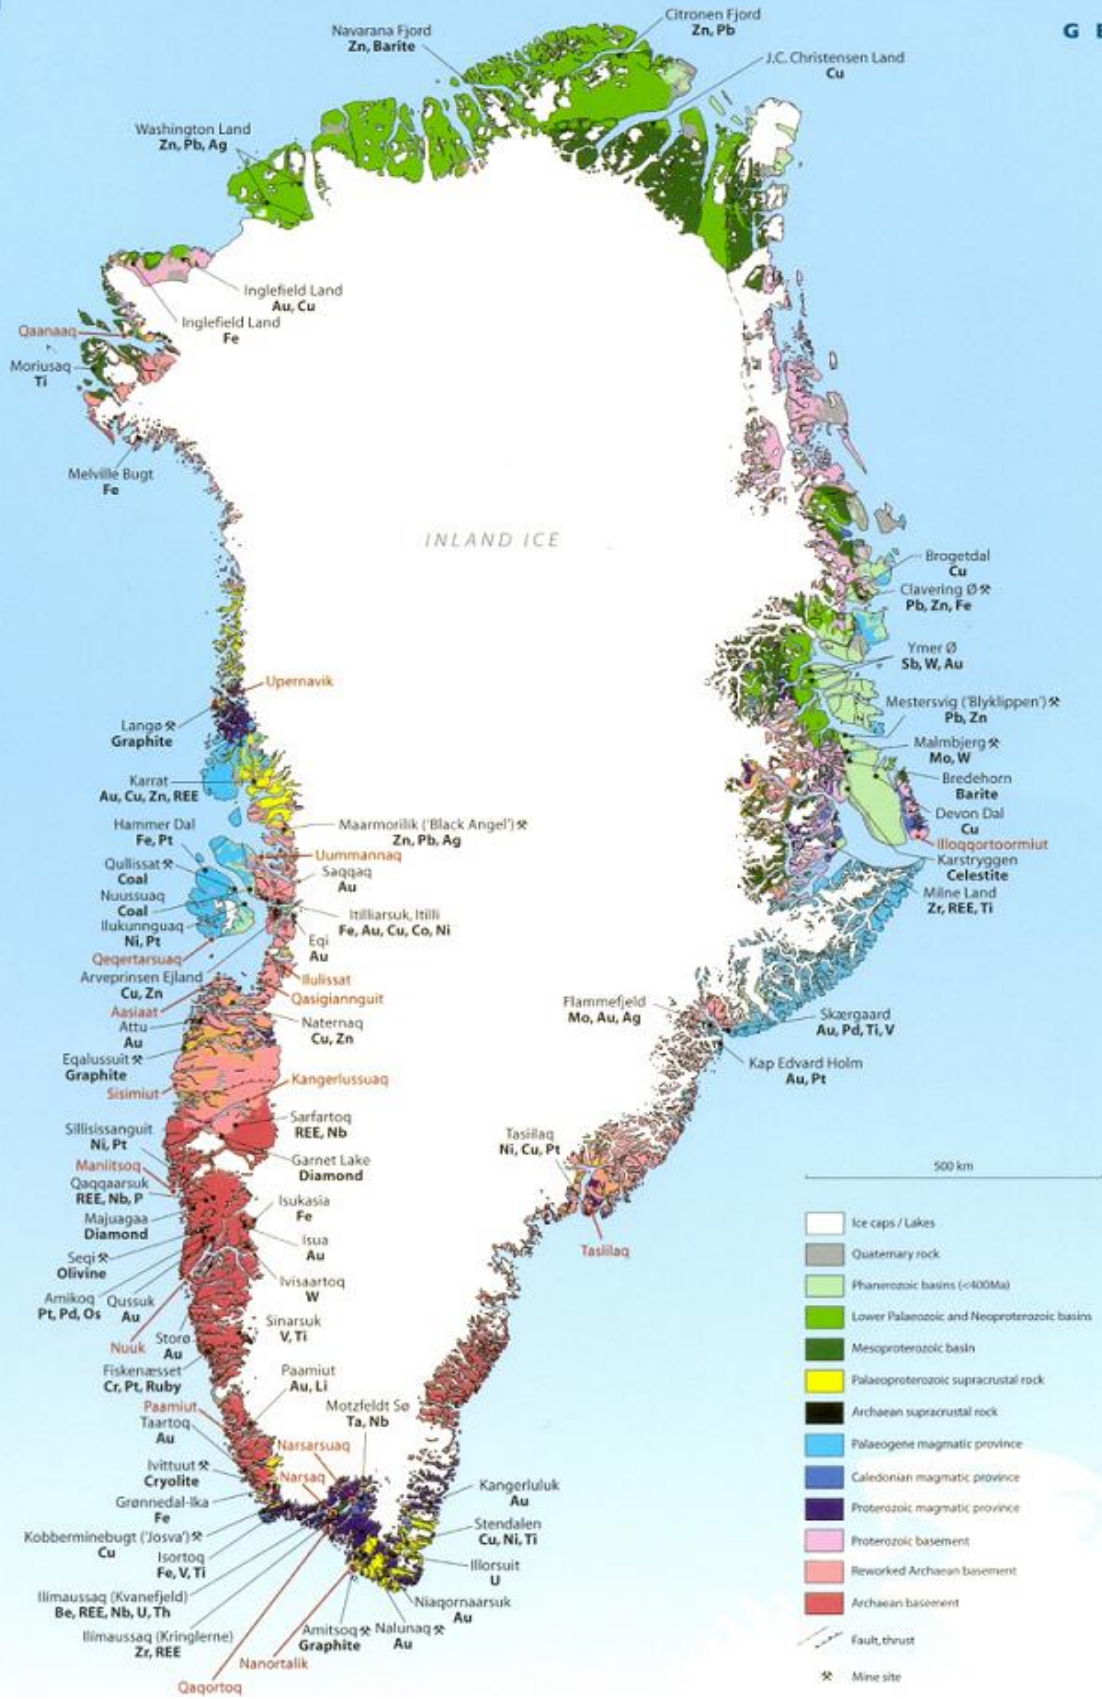 G E
Citronen Fjord
Zn, Pb
Navarana Fjord
Zn, Barite
J.C. Christensen Land
Cu
Washington Land
Zn, Pb, Ag
Inglefield Land
Au, Cu
Inglefield Land
Fe
Qaanaaq
Moriusaq
Ti
Melville Bugt
Fe
INLAND ICE
Brogetdal
Cu
Clavering Ø
Pb, Zn, Fe
Ymer Ø
Sb, W, Au
Mestersvig ('Blyklippen')
Pb, Zn
Malmbjerg
Mo, W
Bredehorn
Barite
Devon Dal
Cu
Illoqqortoormiut
Karstryggen
Celestite
Milne Land
Zr, REE, Ti
Upernavik
Langø
Graphite
Karrat
Au, Cu, Zn, REE
Maarmorilik ('Black Angel')
Zn, Pb, Ag
Hammer Dal
Fe, Pt
Uummannaq
Qullissat
Coal
Saqqaq
Au
Nuussuaq
Coal
Itilliarsuk, Itilli
Fe, Au, Cu, Co, Ni
Ilukunnguaq
Ni, Pt
Eqi
Au
Qeqertarsuaq
Arveprinsen Ejland
Cu, Zn
Ilulissat
Qasigiannguit
Aasiaat
Attu
Au
Naternaq
Cu, Zn
Eqalussuit
Graphite
Sisimiut
Kangerlussuaq
Flammefjeld
Mo, Au, Ag
Skærgaard
Au, Pd, Ti, V
Kap Edvard Holm
Au, Pt
Sarfartoq
REE, Nb
Sillisissanguit
Ni, Pt
Garnet Lake
Diamond
Maniitsoq
Qaqqaarsuk
REE, Nb, P
Tasiilaq
Ni, Cu, Pt
Tasiilaq
Isukasia
Fe
Majuagaa
Diamond
Isua
Au
Seqi
Olivine
Ivisaartoq
W
Amikoq
Pt, Pd, Os
Qussuk
Au
Sinarsuk
V, Ti
Nuuk
Storø
Au
Fiskenæsset
Cr, Pt, Ruby
Paamiut
Au, Li
Paamiut
Taartoq
Au
Motzfeldt Sø
Ta, Nb
Narsarsuaq
Narsaq
Ivittuut
Cryolite
Grønnedal-Ika
Fe
Kobberminebugt ('Josva')
Cu
Isortoq
Fe, V, Ti
Kangerluluk
Au
Stendalen
Cu, Ni, Ti
Illorsuit
U
Ilímaussaq (Kvanefjeld)
Be, REE, Nb, U, Th
Niaqornaarsuk
Au
Ilímaussaq (Kringlerne)
Zr, REE
Amitsoq
Graphite
Nalunaq
Au
Nanortalik
Qaqortoq
500 km
Ice caps / Lakes
Quaternary rock
Phanerozoic basins (<400Ma)
Lower Palaeozoic and Neoproterozoic basins
Mesoproterozoic basin
Palaeoproterozoic supracrustal rock
Archaean supracrustal rock
Palaeogene magmatic province
Caledonian magmatic province
Proterozoic magmatic province
Proterozoic basement
Reworked Archaean basement
Archaean basement
Fault, thrust
Mine site